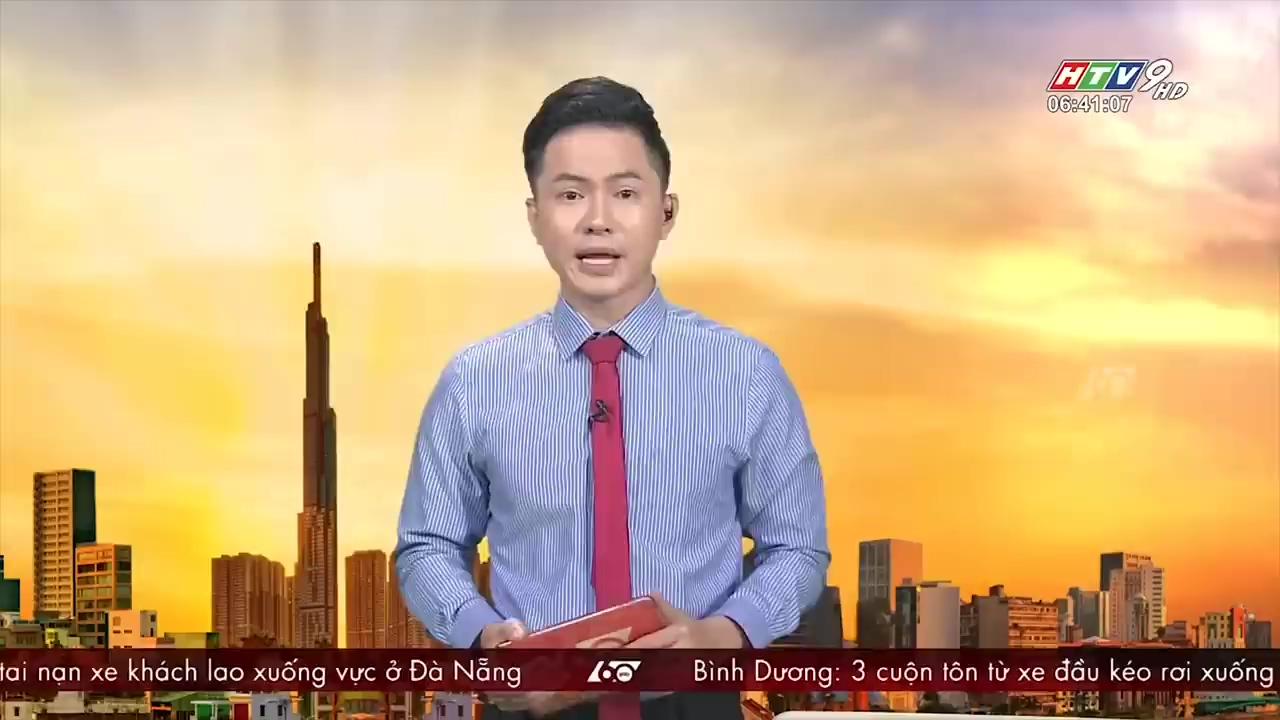 HTV9 HD
06:41:07
tai nạn xe khách lao xuống vực ở Đà Nẵng
60
Bình Dương: 3 cuộn tôn từ xe đầu kéo rơi xuống